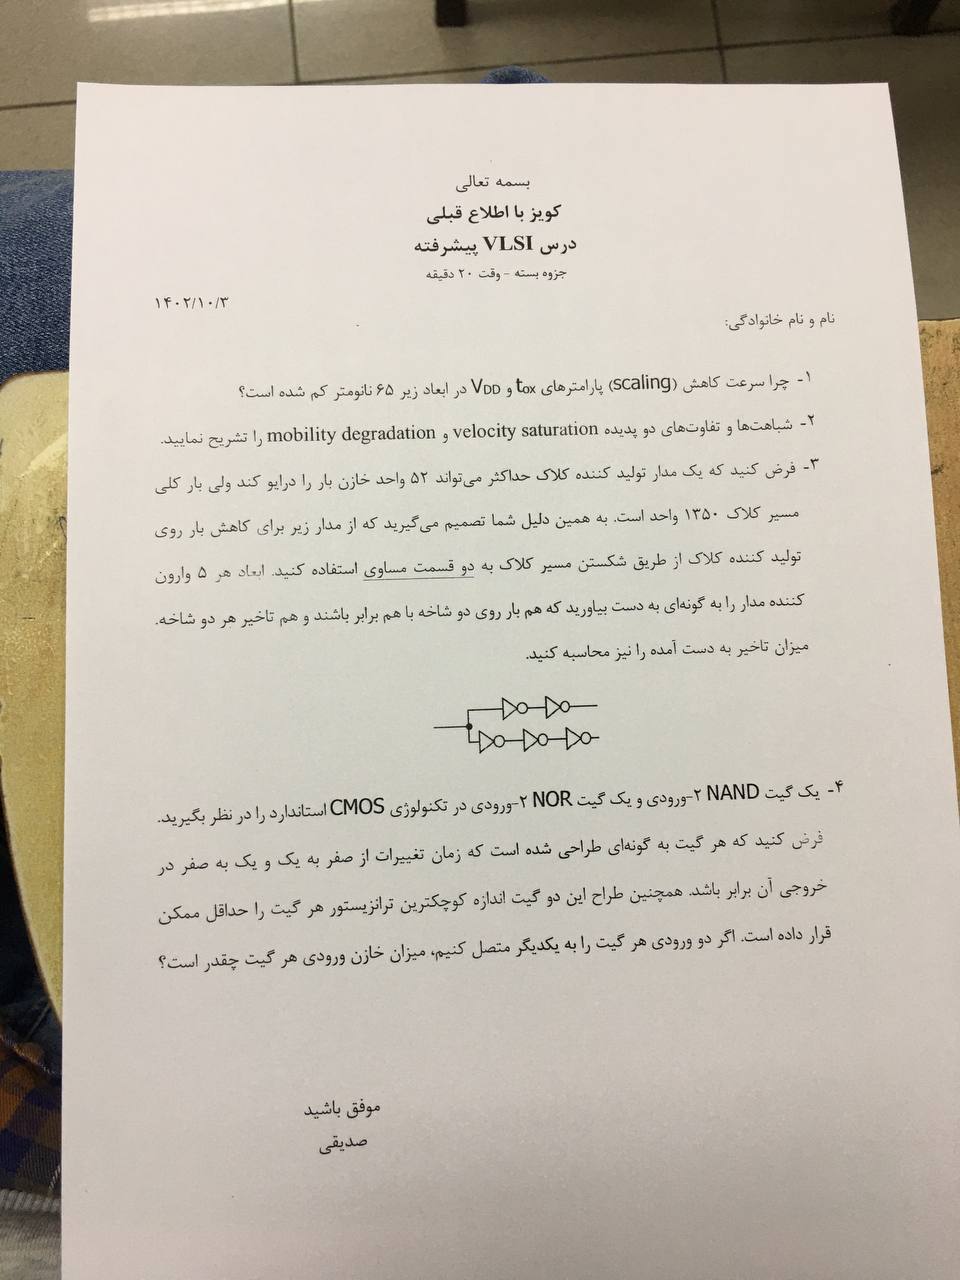 بسمه تعالی
کویز با اطلاع قبلی
درس VLSI پیشرفته
جزوه بسته - وقت ۲۰ دقیقه
۱۴۰۲/۱۰/۳
نام و نام خانوادگی:
۱- چرا سرعت کاهش (scaling) پارامترهای tox و VDD در ابعاد زیر ۶۵ نانومتر کم شده است؟
۲- شباهت‌ها و تفاوت‌های دو پدیده velocity saturation و mobility degradation را تشریح نمایید.
۳- فرض کنید که یک مدار تولید کننده کلاک حداکثر می‌تواند ۵۲ واحد خازن بار را درایو کند ولی بار کلی
مسیر کلاک ۱۳۵۰ واحد است. به همین دلیل شما تصمیم می‌گیرید که از مدار زیر برای کاهش بار روی
تولید کننده کلاک از طریق شکستن مسیر کلاک به دو قسمت مساوی استفاده کنید. ابعاد هر ۵ وارون
کننده مدار را به گونه‌ای به دست بیاورید که هم بار روی دو شاخه با هم برابر باشند و هم تاخیر هر دو شاخه.
میزان تاخیر به دست آمده را نیز محاسبه کنید.
۴- یک گیت NAND ۲-ورودی و یک گیت NOR ۲-ورودی در تکنولوژی CMOS استاندارد را در نظر بگیرید.
فرض کنید که هر گیت به گونه‌ای طراحی شده است که زمان تغییرات از صفر به یک و یک به صفر در
خروجی آن برابر باشد. همچنین طراح این دو گیت اندازه کوچکترین ترانزیستور هر گیت را حداقل ممکن
قرار داده است. اگر دو ورودی هر گیت را به یکدیگر متصل کنیم، میزان خازن ورودی هر گیت چقدر است؟
موفق باشید
صدیقی